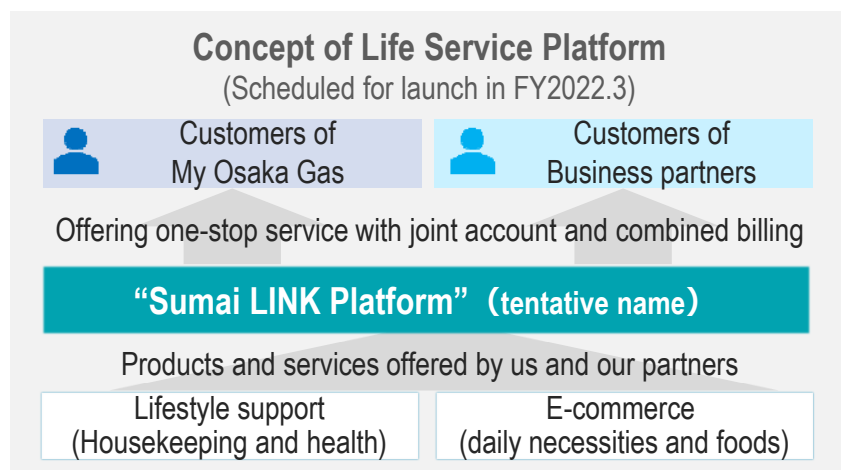 Concept of Life Service Platform
(Scheduled for launch in FY2022.3)
Customers of
My Osaka Gas
Customers of
Business partners
Offering one-stop service with joint account and combined billing
“Sumai LINK Platform”（tentative name）
Products and services offered by us and our partners
Lifestyle support
(Housekeeping and health)
E-commerce
(daily necessities and foods)